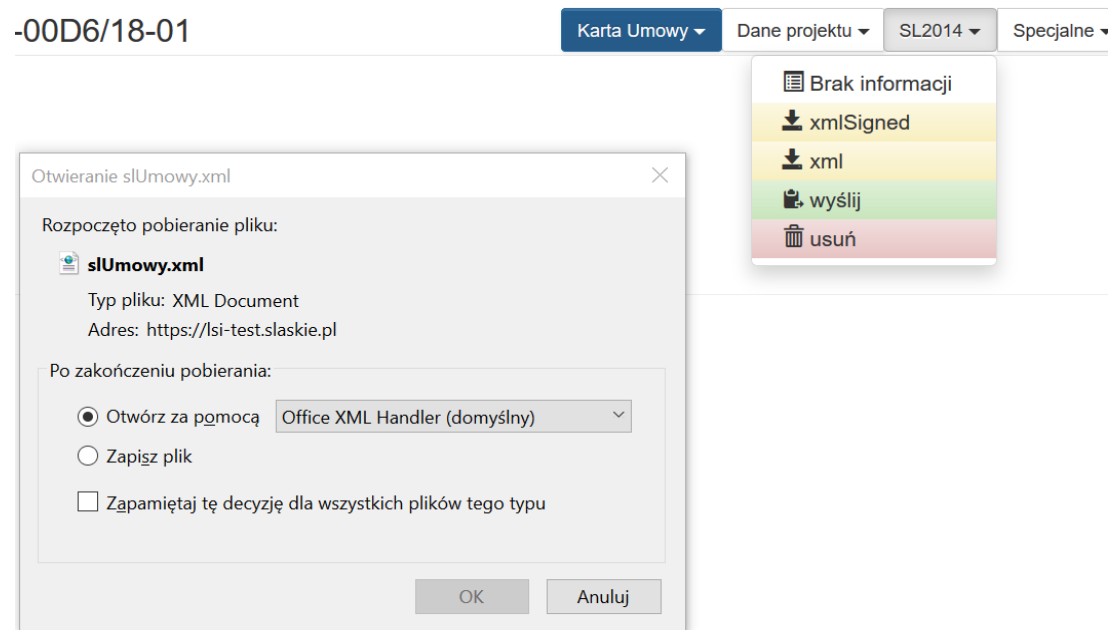 -00D6/18-01
Karta Umowy Dane projektu SL2014 Specjalne
Brak informacji
xmlSigned
xml
wyślij
usuń
Otwieranie slUmowy.xml
Rozpoczęto pobieranie pliku:
slUmowy.xml
Typ pliku: XML Document
Adres: https://lsi-test.slaskie.pl
Po zakończeniu pobierania:
Otwórz za pomocą Office XML Handler (domyślny)
Zapisz plik
Zapamiętaj tę decyzję dla wszystkich plików tego typu
OK Anuluj